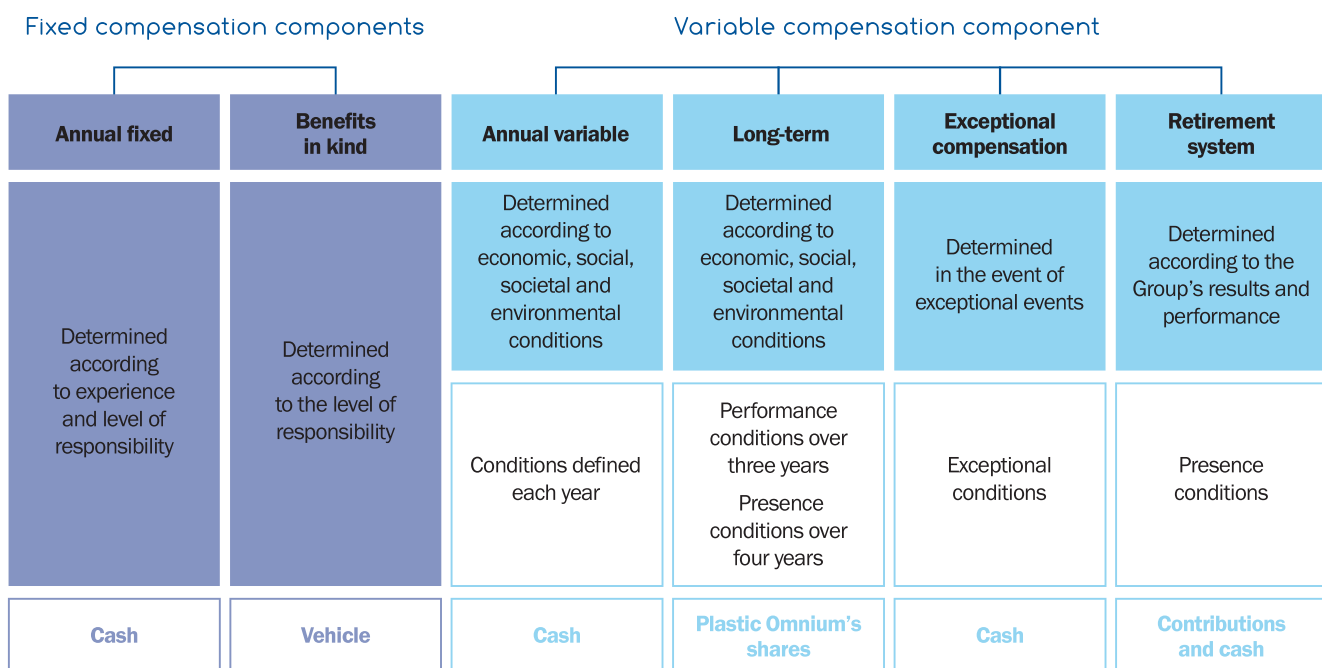 Fixed compensation components
Variable compensation component
Annual fixed
Benefits
in kind
Annual variable
Long-term
Exceptional
compensation
Retirement
system
Determined
according
to experience
and level of
responsibility
Determined
according
to the level of
responsibility
Determined
according to
economic, social,
societal and
environmental
conditions
Determined
according to
economic, social,
societal and
environmental
conditions
Determined
in the event of
exceptional events
Determined
according to the
Group’s results and
performance
Conditions defined
each year
Performance
conditions over
three years
Presence
conditions over
four years
Exceptional
conditions
Presence
conditions
Cash
Vehicle
Cash
Plastic Omnium’s
shares
Cash
Contributions
and cash